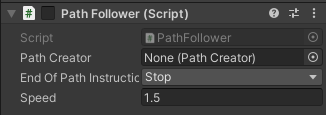 Path Follower (Script)
Script PathFollower
Path Creator None (Path Creator)
End Of Path Instructic Stop
Speed 1.5